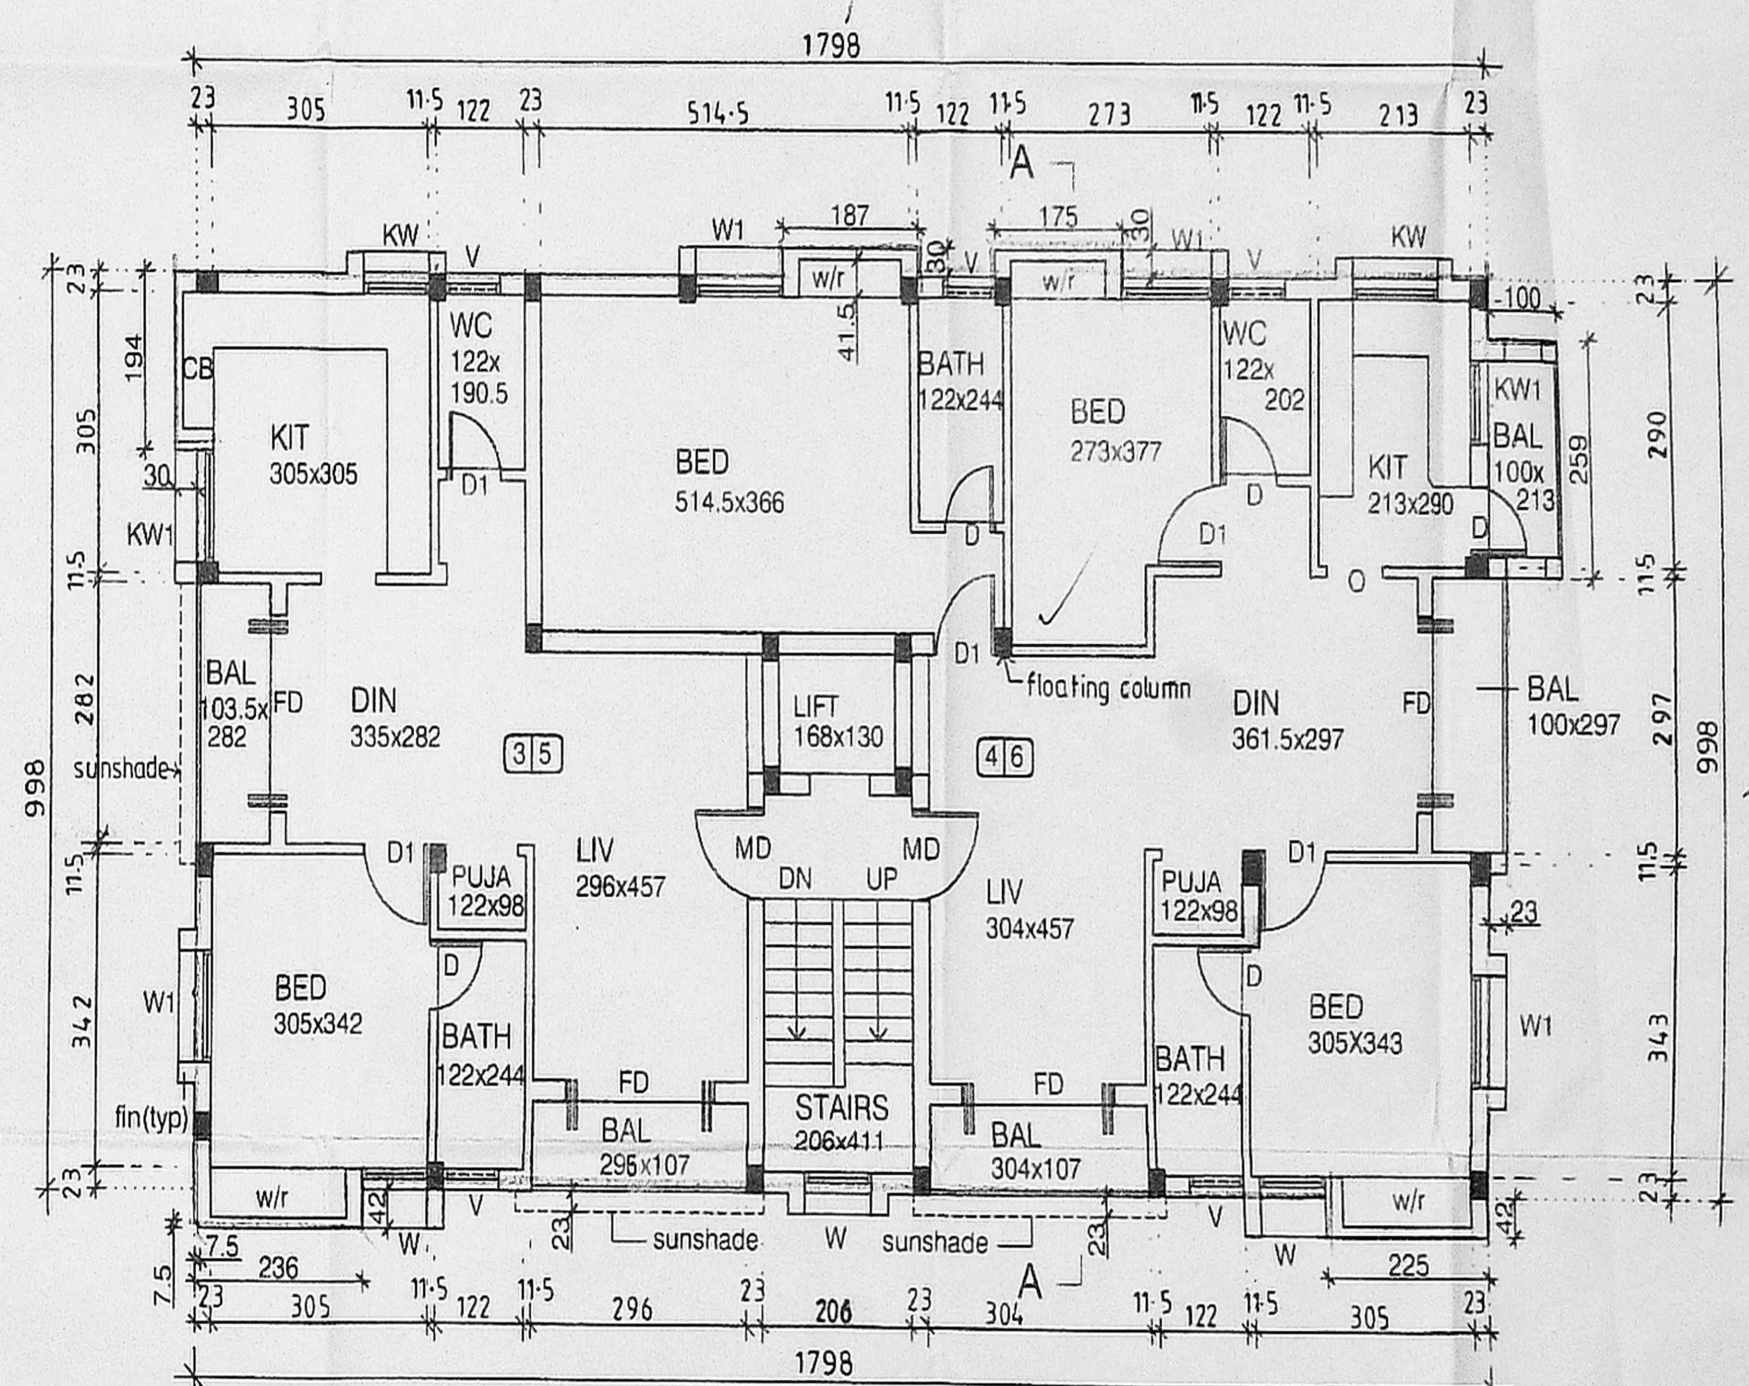 1798
23 305 11.5 122 23 514.5 11.5 122 11.5 273 11.5 122 11.5 213 23
A
187 175 30
KW V W1 30 V W1 V KW
w/r w/r
23 23
100
41.5
194
CB
WC
122x
190.5
BATH
122x244
BED
273x377
WC
122x
202
KW1
BAL
100x
213
259
290
305
KIT
305x305
BED
514.5x366
KIT
213x290
30
KW1
D1 D D1 D D
11.5 O 11.5
BAL
103.5x
282
FD
DIN
335x282
D1
floating column
LIFT
168x130
DIN
361.5x297
FD
BAL
100x297
282 297
3 5
4 6
sunshade
998 998
D1 MD MD D1
LIV
296x457
DN UP
LIV
304x457
PUJA
122x98
PUJA
122x98
11.5 11.5
23
BED
305x342
D D
BED
305X343
W1 W1
342 343
BATH
122x244
BATH
122x244
FD FD
fin(typ)
STAIRS
206x411
BAL
296x107
BAL
304x107
23 23
w/r w/r
42 V V 42
W 23 sunshade W sunshade 23 W
7.5
7.5
236 A 225
23 305 11.5 122 11.5 296 23 206 23 304 11.5 122 11.5 305 23
1798